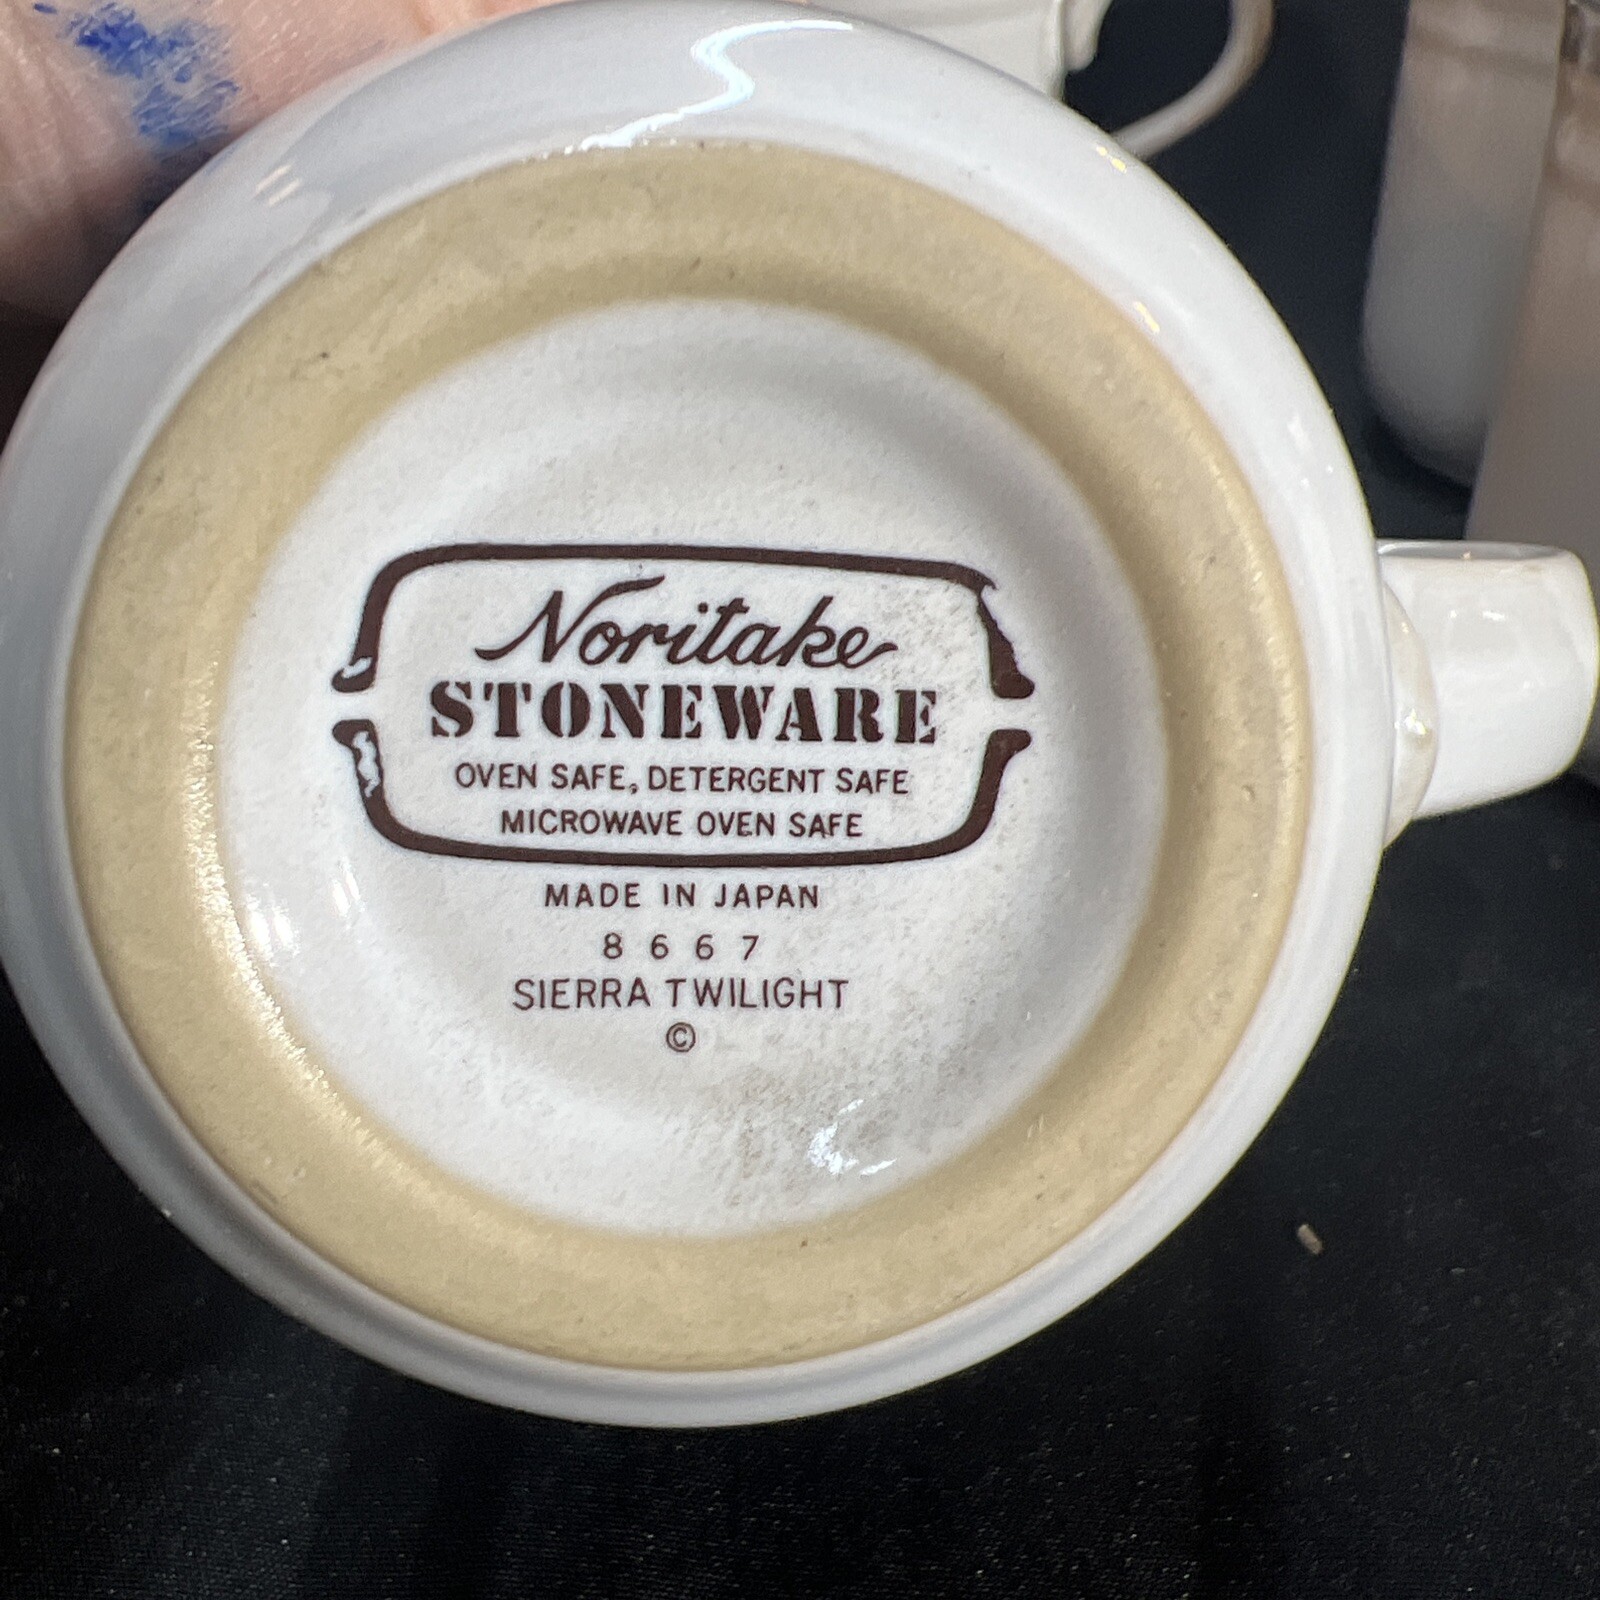 Noritake
STONEWARE
OVEN SAFE, DETERGENT SAFE
MICROWAVE OVEN SAFE
MADE IN JAPAN
8667
SIERRA TWILIGHT
©